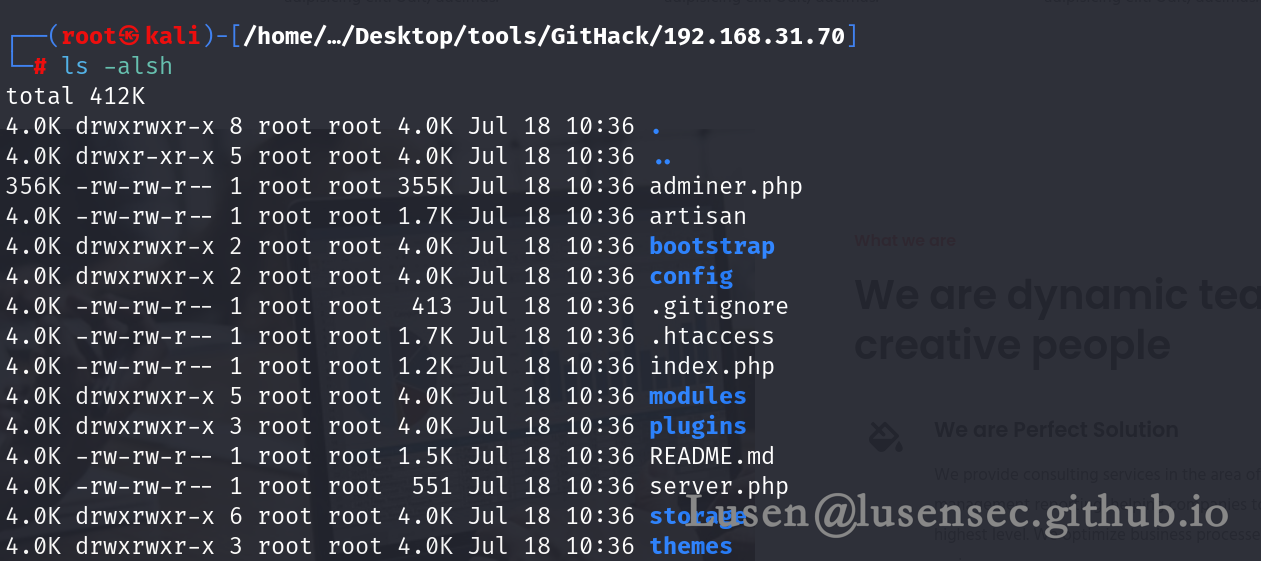 ┌──(root㉿kali)-[/home/…/Desktop/tools/GitHack/192.168.31.70]
└─# ls -alsh
total 412K
4.0K drwxrwxr-x 8 root root 4.0K Jul 18 10:36 .
4.0K drwxr-xr-x 5 root root 4.0K Jul 18 10:36 ..
356K -rw-rw-r-- 1 root root 355K Jul 18 10:36 adminer.php
4.0K -rw-rw-r-- 1 root root 1.7K Jul 18 10:36 artisan
4.0K drwxrwxr-x 2 root root 4.0K Jul 18 10:36 bootstrap
What we are
4.0K drwxrwxr-x 2 root root 4.0K Jul 18 10:36 config
4.0K -rw-rw-r-- 1 root root  413 Jul 18 10:36 .gitignore
We are dynamic tea
4.0K -rw-rw-r-- 1 root root 1.7K Jul 18 10:36 .htaccess
creative people
4.0K -rw-rw-r-- 1 root root 1.2K Jul 18 10:36 index.php
4.0K drwxrwxr-x 5 root root 4.0K Jul 18 10:36 modules
4.0K drwxrwxr-x 3 root root 4.0K Jul 18 10:36 plugins
We are Perfect Solution
4.0K -rw-rw-r-- 1 root root 1.5K Jul 18 10:36 README.md
We provide consulting services in the area of
4.0K -rw-rw-r-- 1 root root  551 Jul 18 10:36 server.php
4.0K drwxrwxr-x 6 root root 4.0K Jul 18 10:36 storage
Lusen@lusensec.github.io
highest level. We optimize business processe
4.0K drwxrwxr-x 3 root root 4.0K Jul 18 10:36 themes